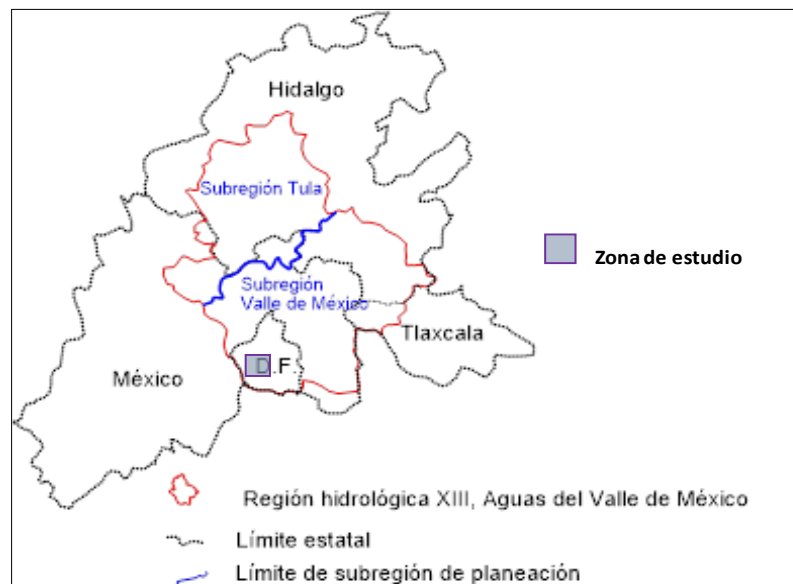 Hidalgo
Subregión Tula
Zona de estudio
Subregión
Valle de México
Tlaxcala
D.F.
México
Región hidrológica XIII, Aguas del Valle de México
Límite estatal
Límite de subregión de planeación